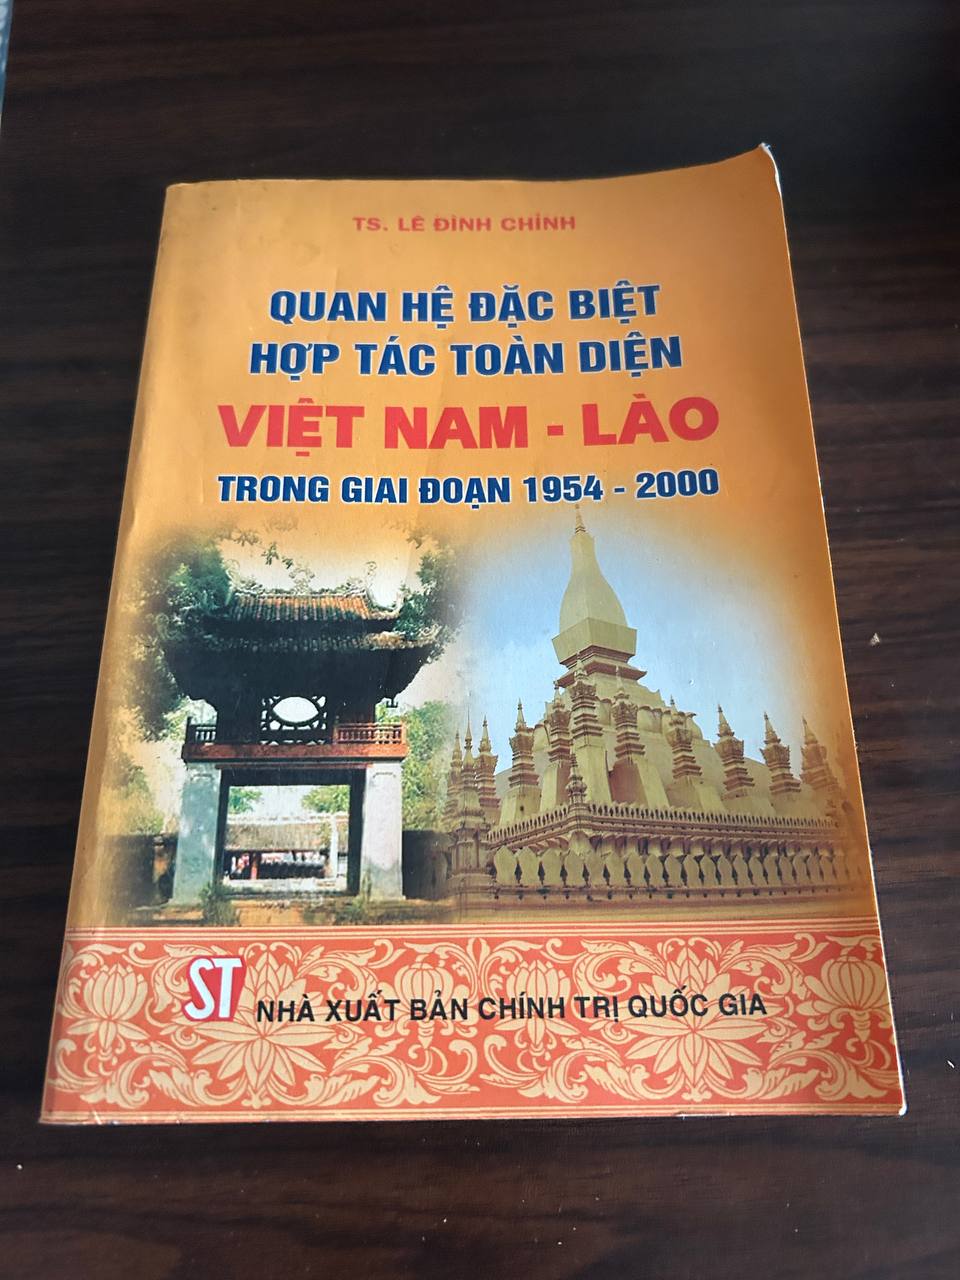 TS. LÊ ĐÌNH CHỈNH
QUAN HỆ ĐẶC BIỆT
HỢP TÁC TOÀN DIỆN
VIỆT NAM - LÀO
TRONG GIAI ĐOẠN 1954 - 2000
ST
NHÀ XUẤT BẢN CHÍNH TRỊ QUỐC GIA